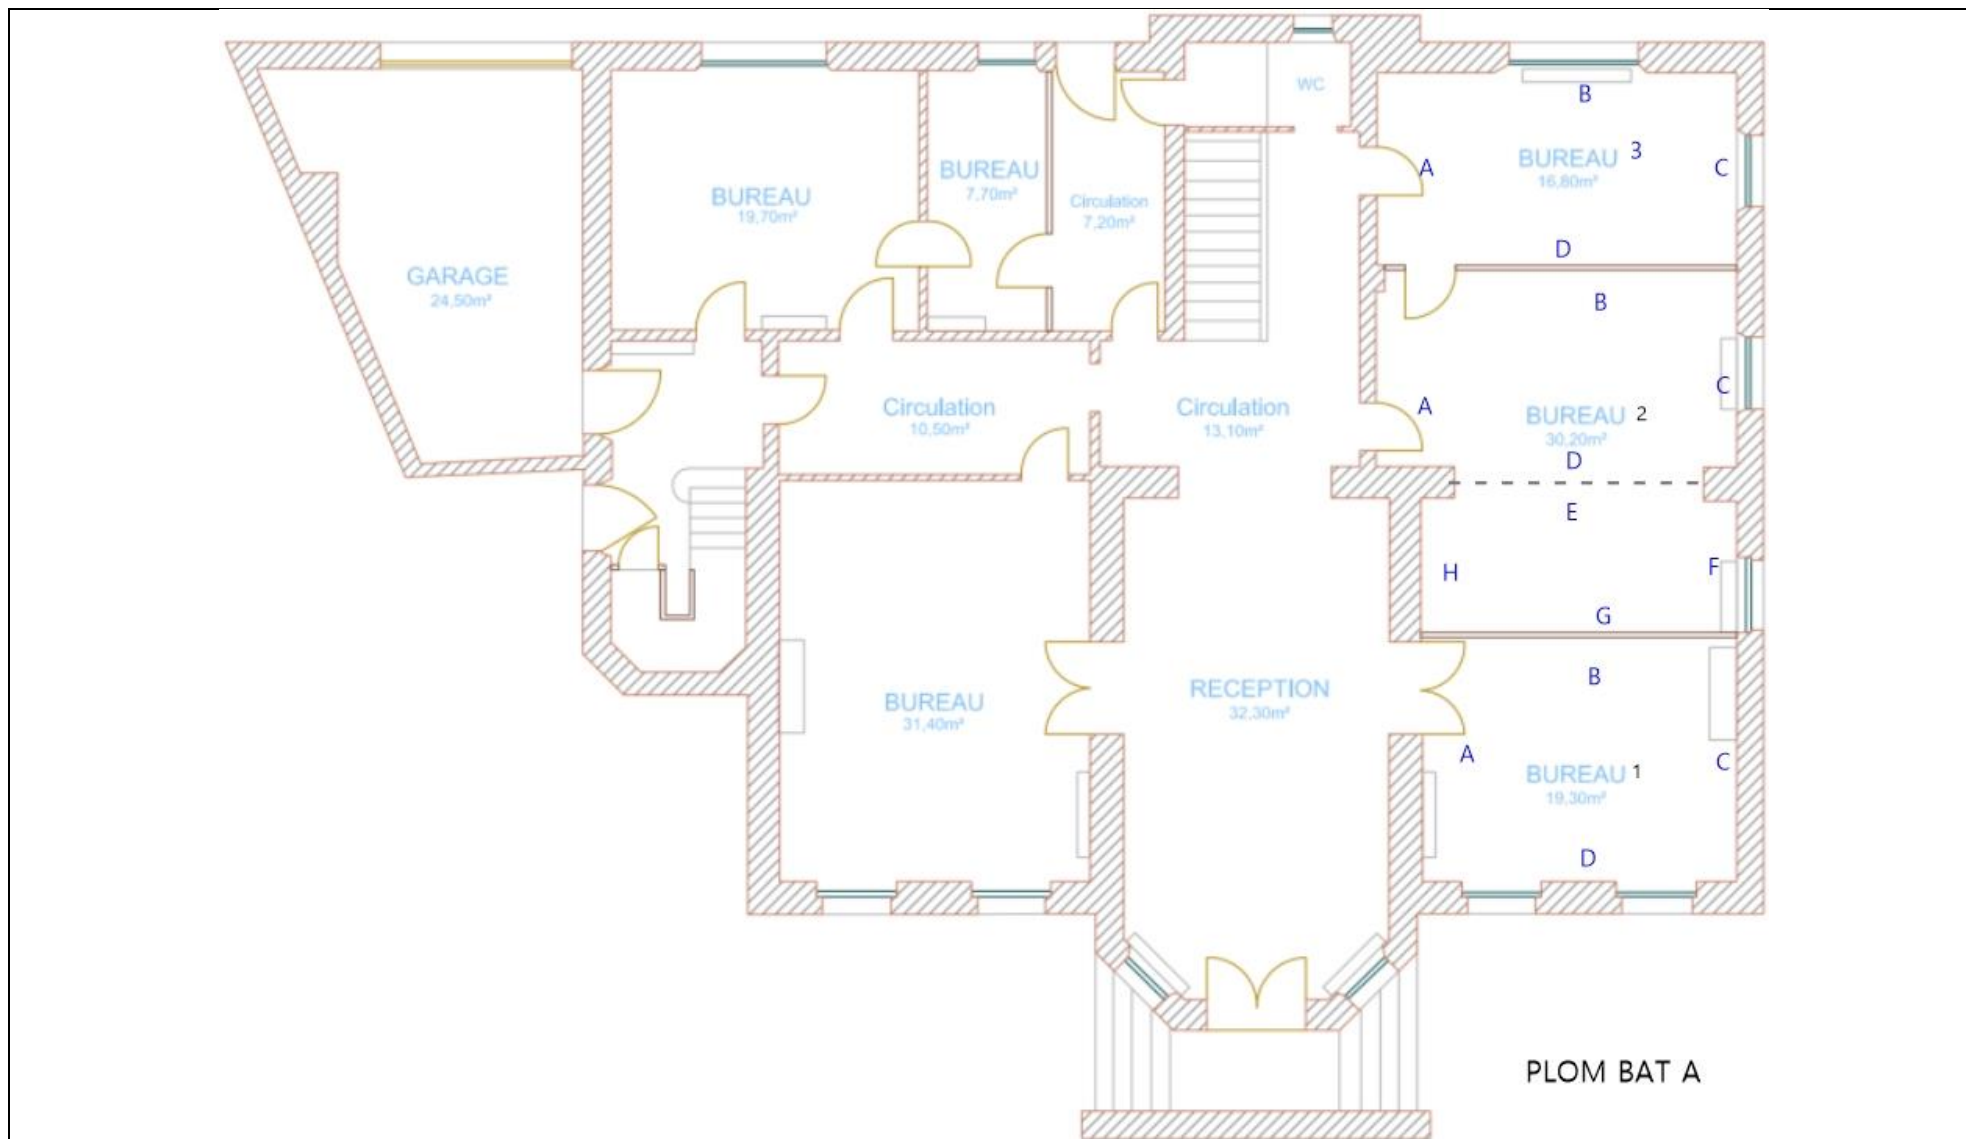 WC
B
BUREAU 3
16,80m²
A
C
D
BUREAU
7,70m²
Circulation
7,20m²
BUREAU
19,70m²
GARAGE
24,50m²
B
A
C
BUREAU 2
30,20m²
D
Circulation
10,50m²
Circulation
13,10m²
E
H
F
G
B
BUREAU
31,40m²
RECEPTION
32,30m²
A
C
BUREAU 1
19,30m²
D
PLOM BAT A